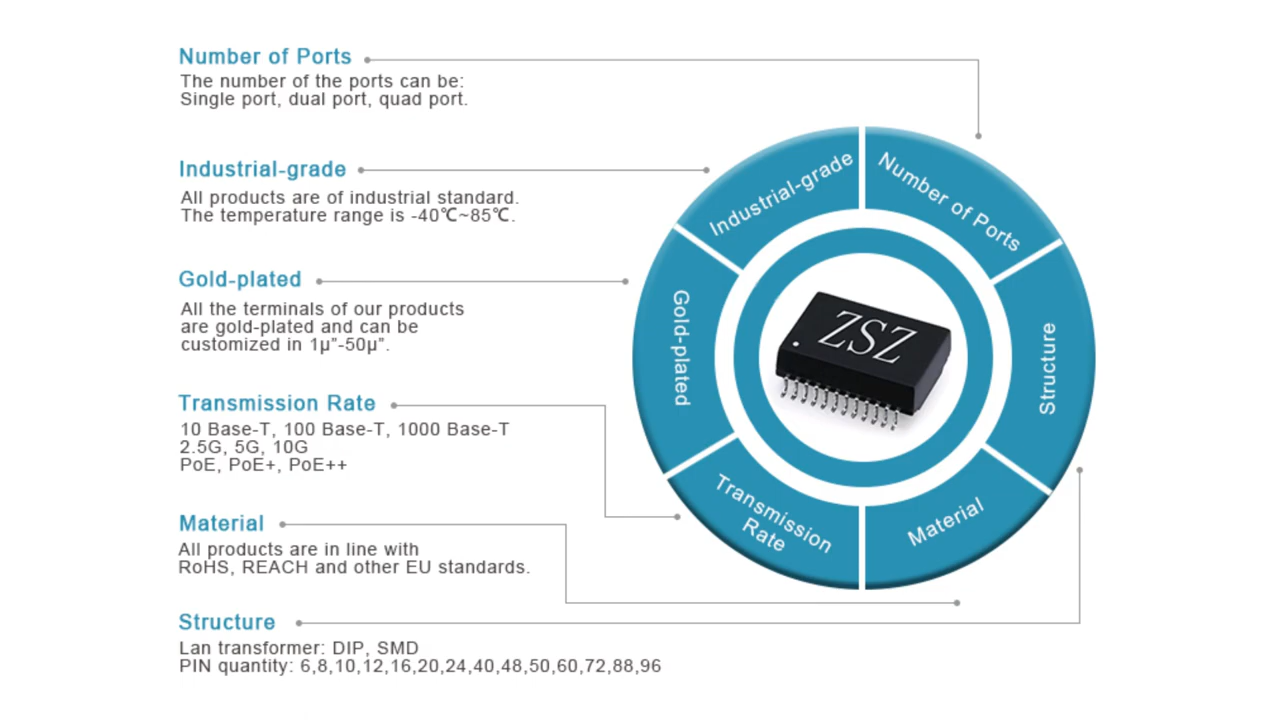 Number of Ports
The number of the ports can be:
Single port, dual port, quad port.
Industrial-grade
All products are of industrial standard.
The temperature range is -40℃~85℃.
Gold-plated
All the terminals of our products
are gold-plated and can be
customized in 1μ"-50μ".
Transmission Rate
10 Base-T, 100 Base-T, 1000 Base-T
2.5G, 5G, 10G
PoE, PoE+, PoE++
Material
All products are in line with
RoHS, REACH and other EU standards.
Structure
Lan transformer: DIP, SMD
PIN quantity: 6,8,10,12,16,20,24,40,48,50,60,72,88,96
Industrial-grade
Number of Ports
Gold-plated
Structure
Transmission
Rate
Material
ZSZ